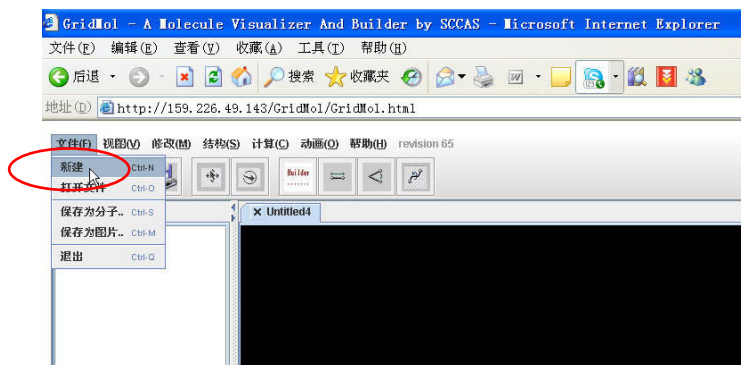 GridMol - A Molecule Visualizer And Builder by SCCAS - Microsoft Internet Explorer
文件(F) 编辑(E) 查看(V) 收藏(A) 工具(T) 帮助(H)
后退 搜索 收藏夹
地址(D) http://159.226.49.143/GridMol/GridMol.html
文件(F) 视图(V) 修改(M) 结构(S) 计算(C) 动画(O) 帮助(H) revision 65
新建 Ctrl-N
Builder
打开文件 Ctrl-O
保存为分子.. Ctrl-S
× Untitled4
保存为图片.. Ctrl-M
退出 Ctrl-Q